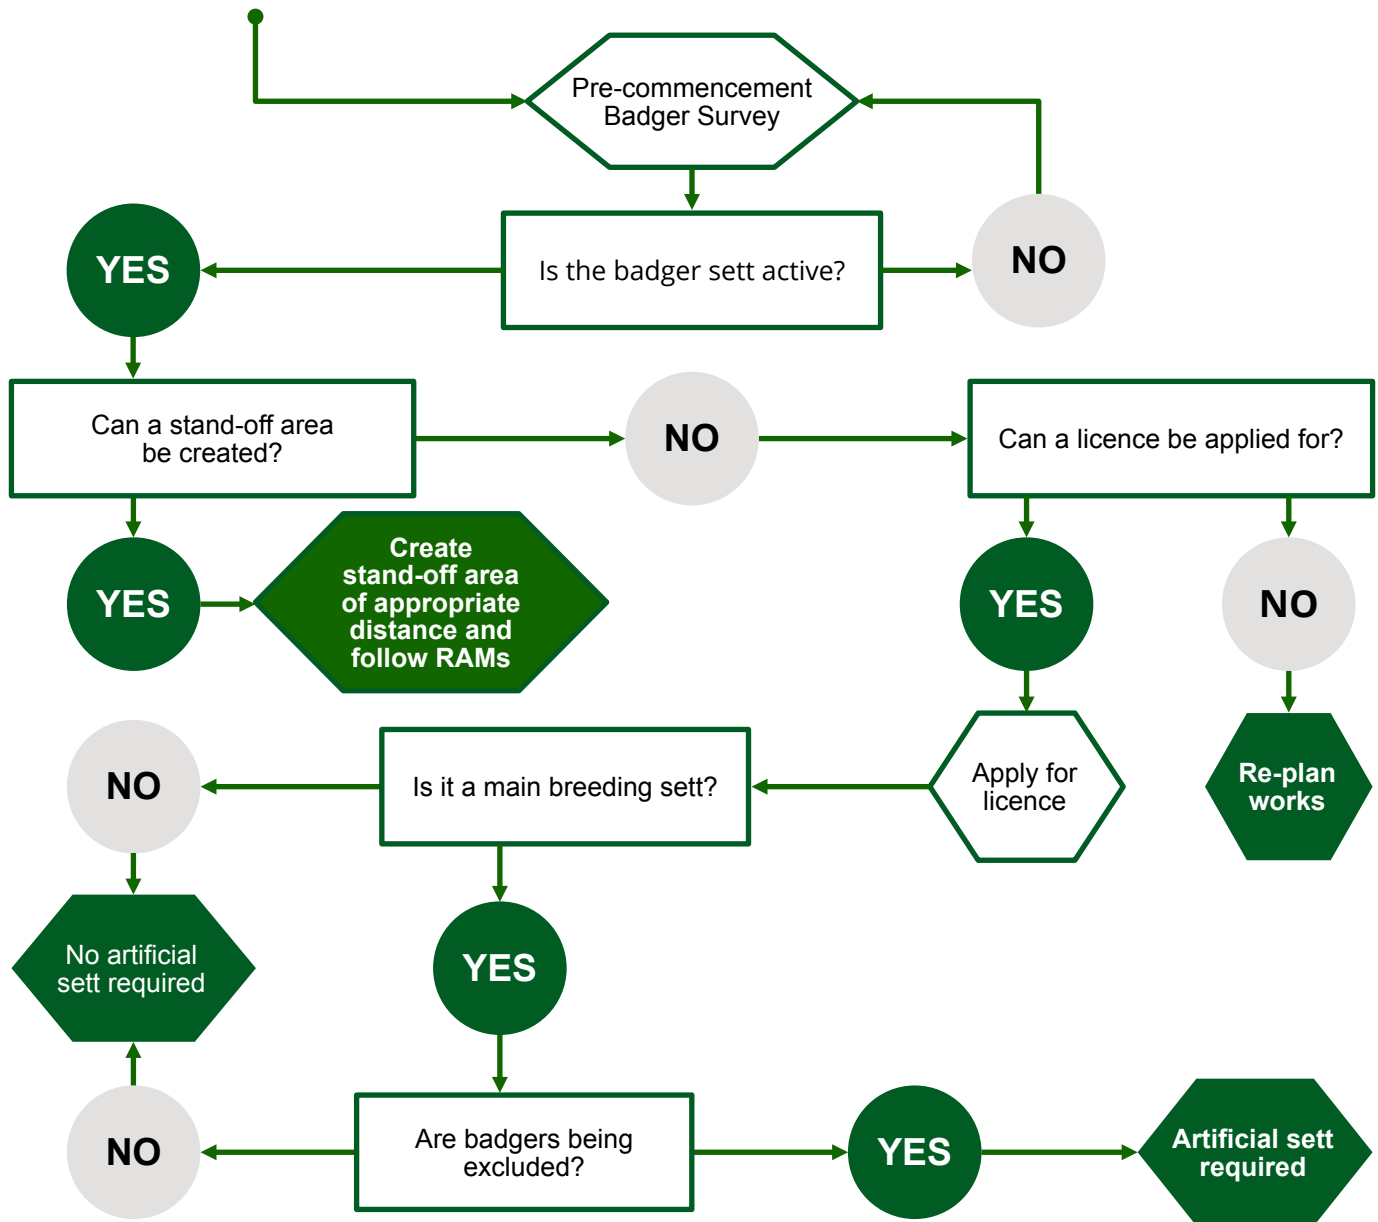 Pre-commencement
Badger Survey
YES
Is the badger sett active?
NO
Can a stand-off area
be created?
NO
Can a licence be applied for?
YES
Create
stand-off area
of appropriate
distance and
follow RAMs
YES
NO
NO
Is it a main breeding sett?
Apply for
licence
Re-plan
works
No artificial
sett required
YES
NO
Are badgers being
excluded?
YES
Artificial sett
required